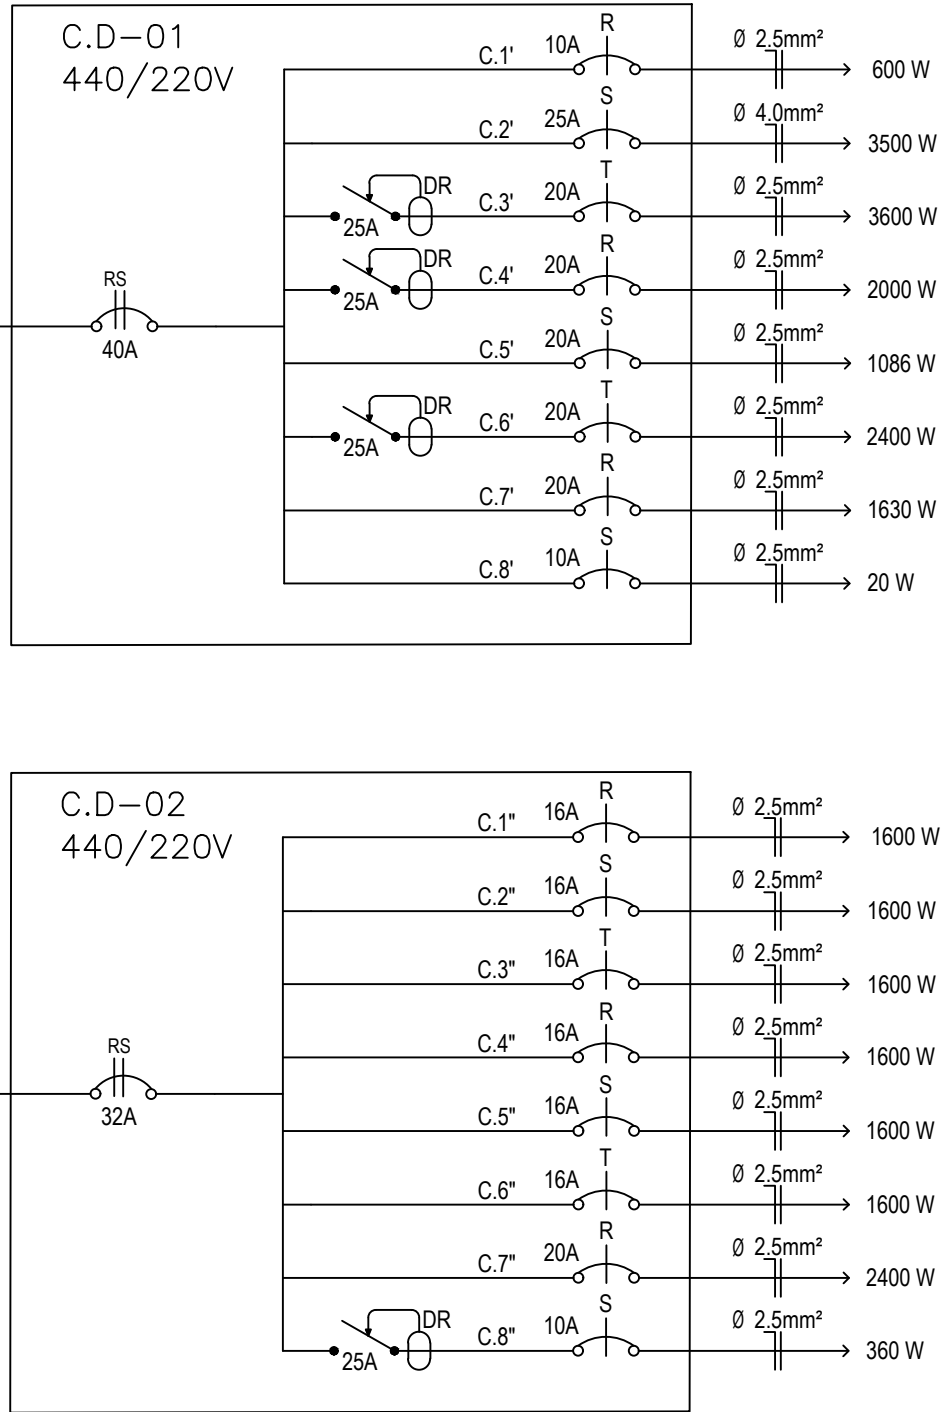 C.D-01
440/220V
RS
40A
C.1' 10A R Ø 2.5mm² 600 W
C.2' 25A S Ø 4.0mm² 3500 W
25A DR C.3' 20A T Ø 2.5mm² 3600 W
25A DR C.4' 20A R Ø 2.5mm² 2000 W
C.5' 20A S Ø 2.5mm² 1086 W
25A DR C.6' 20A T Ø 2.5mm² 2400 W
C.7' 20A R Ø 2.5mm² 1630 W
C.8' 10A S Ø 2.5mm² 20 W
C.D-02
440/220V
RS
32A
C.1" 16A R Ø 2.5mm² 1600 W
C.2" 16A S Ø 2.5mm² 1600 W
C.3" 16A T Ø 2.5mm² 1600 W
C.4" 16A R Ø 2.5mm² 1600 W
C.5" 16A S Ø 2.5mm² 1600 W
C.6" 16A T Ø 2.5mm² 1600 W
C.7" 20A R Ø 2.5mm² 2400 W
25A DR C.8" 10A S Ø 2.5mm² 360 W